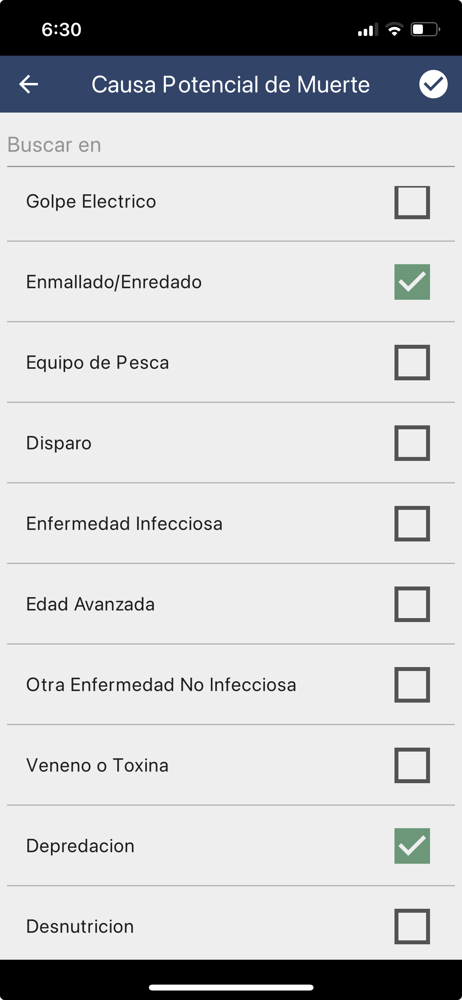 6:30
Causa Potencial de Muerte
Buscar en
Golpe Electrico
Enmallado/Enredado
Equipo de Pesca
Disparo
Enfermedad Infecciosa
Edad Avanzada
Otra Enfermedad No Infecciosa
Veneno o Toxina
Depredacion
Desnutricion